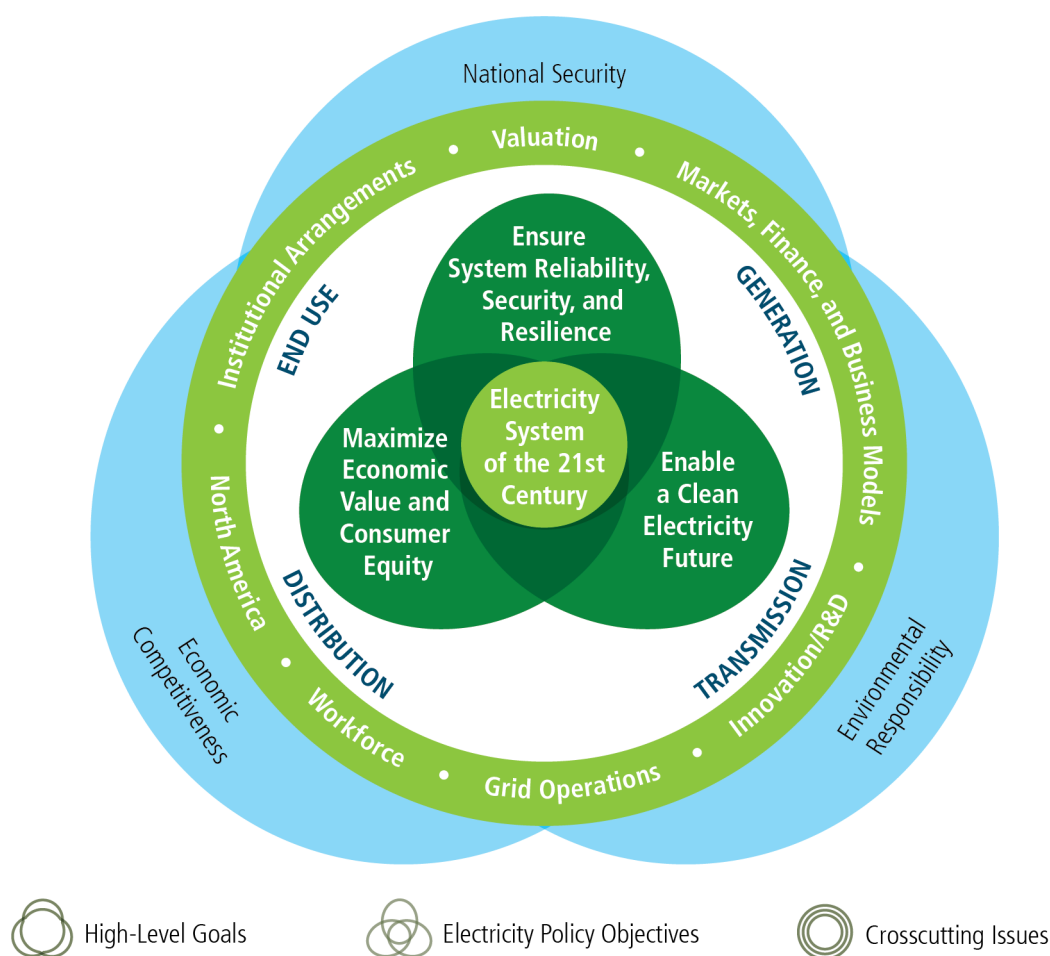 National Security
Valuation
Markets, Finance, and Business Models
Innovation/R&D
Grid Operations
Workforce
North America
Institutional Arrangements
END USE
GENERATION
TRANSMISSION
DISTRIBUTION
Ensure
System Reliability,
Security, and
Resilience
Electricity
System
of the 21st
Century
Maximize
Economic
Value and
Consumer
Equity
Enable
a Clean
Electricity
Future
Economic
Competitiveness
Environmental
Responsibility
High-Level Goals
Electricity Policy Objectives
Crosscutting Issues